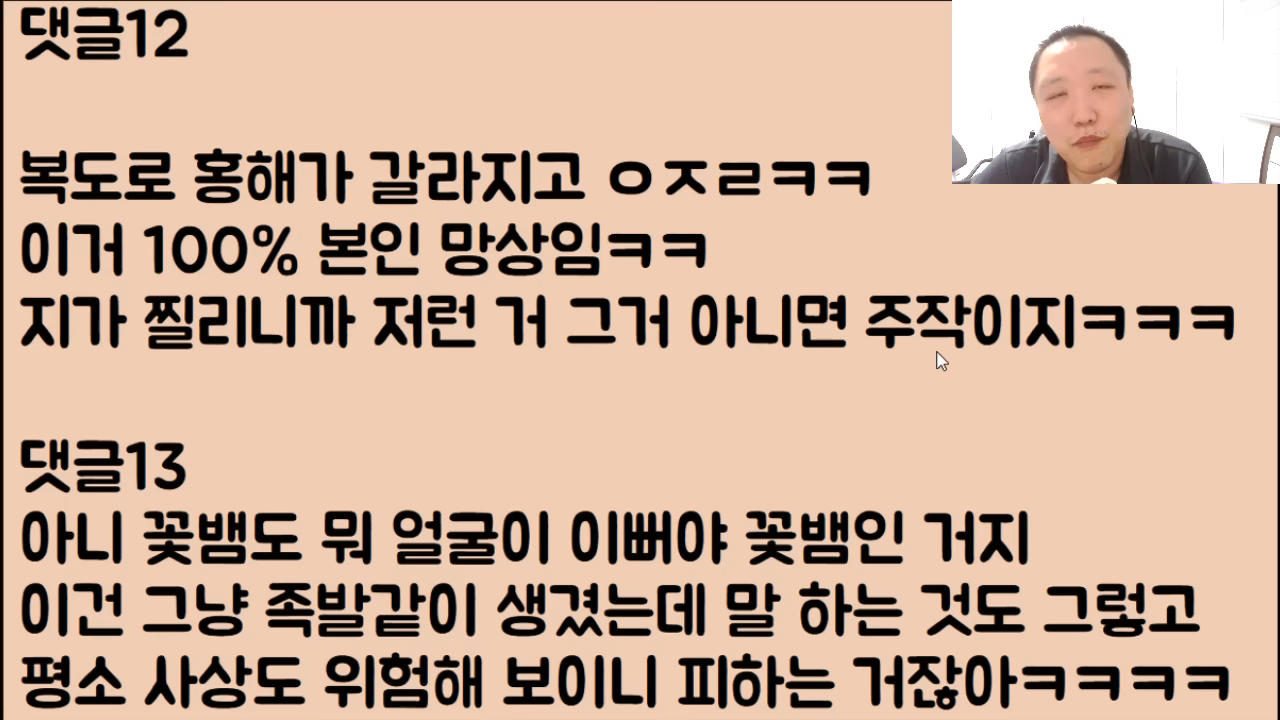 댓글12
복도로 홍해가 갈라지고 ㅇㅈㄹㅋㅋ
이거 100% 본인 망상임ㅋㅋ
지가 찔리니까 저런 거 그거 아니면 주작이지ㅋㅋㅋ
댓글13
아니 꽃뱀도 뭐 얼굴이 이뻐야 꽃뱀인 거지
이건 그냥 족발같이 생겼는데 말 하는 것도 그렇고
평소 사상도 위험해 보이니 피하는 거잖아ㅋㅋㅋㅋ